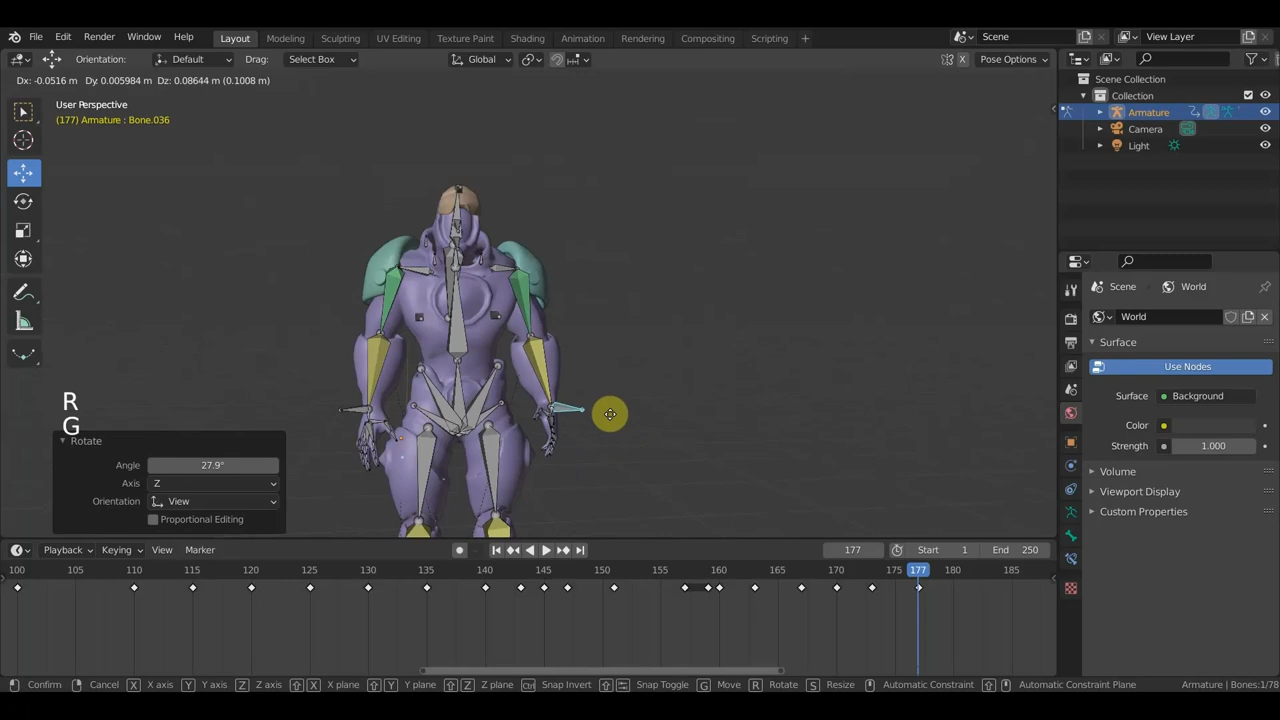 File Edit Render Window Help Layout Modeling Sculpting UV Editing Texture Paint Shading Animation Rendering Compositing Scripting + Scene View Layer
Orientation: Default Drag: Select Box Global X Pose Options
Dx: -0.0516 m Dy: 0.005984 m Dz: 0.08644 m (0.1008 m)
Scene Collection
Collection
Armature
Camera
Light
User Perspective
(177) Armature : Bone.036
Scene World
World
Surface
Use Nodes
Surface Background
Color
Strength 1.000
Volume
Viewport Display
Custom Properties
R
G
Rotate
Angle 27.9°
Axis Z
Orientation View
Proportional Editing
Playback Keying View Marker 177 Start 1 End 250
100 105 110 115 120 125 130 135 140 145 150 155 160 165 170 175 177 180 185
Confirm Cancel X X axis Y Y axis Z Z axis X X plane Y Y plane Z Z plane Ctrl Snap Invert Snap Toggle G Move R Rotate S Resize Automatic Constraint Automatic Constraint Plane Armature | Bones:1/78